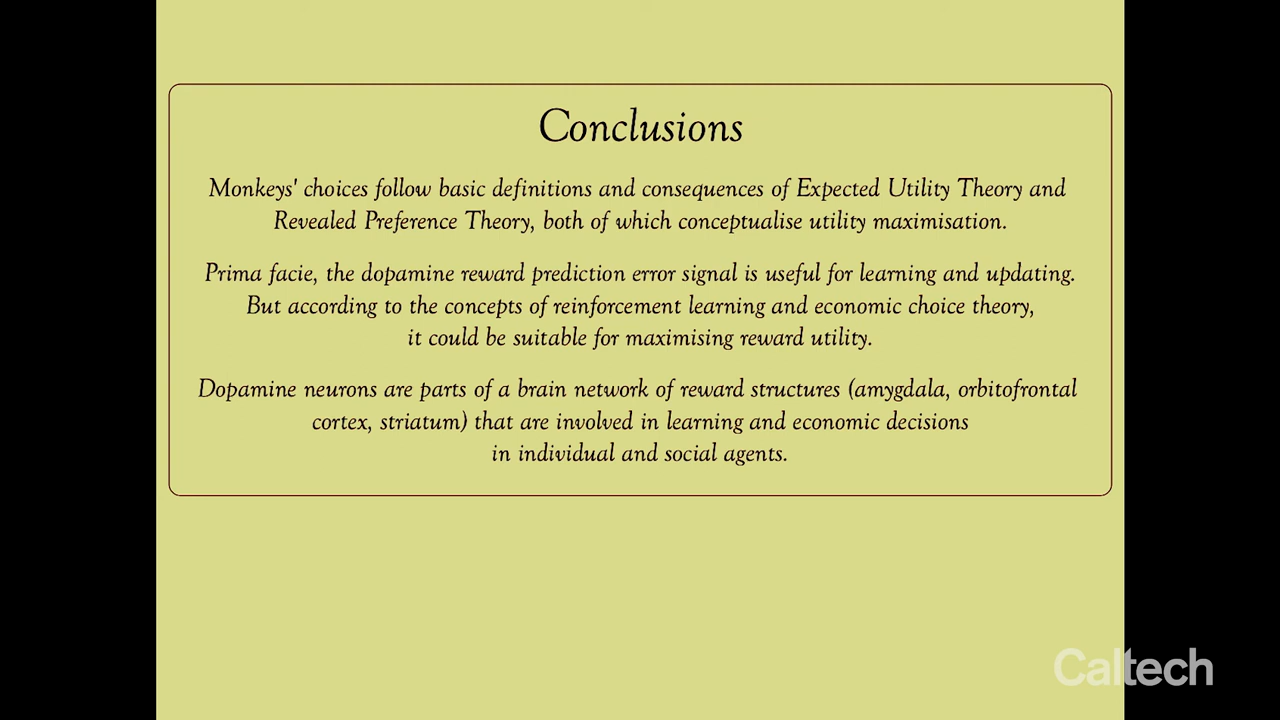 Conclusions
Monkeys' choices follow basic definitions and consequences of Expected Utility Theory and
Revealed Preference Theory, both of which conceptualise utility maximisation.
Prima facie, the dopamine reward prediction error signal is useful for learning and updating.
But according to the concepts of reinforcement learning and economic choice theory,
it could be suitable for maximising reward utility.
Dopamine neurons are parts of a brain network of reward structures (amygdala, orbitofrontal
cortex, striatum) that are involved in learning and economic decisions
in individual and social agents.
Caltech